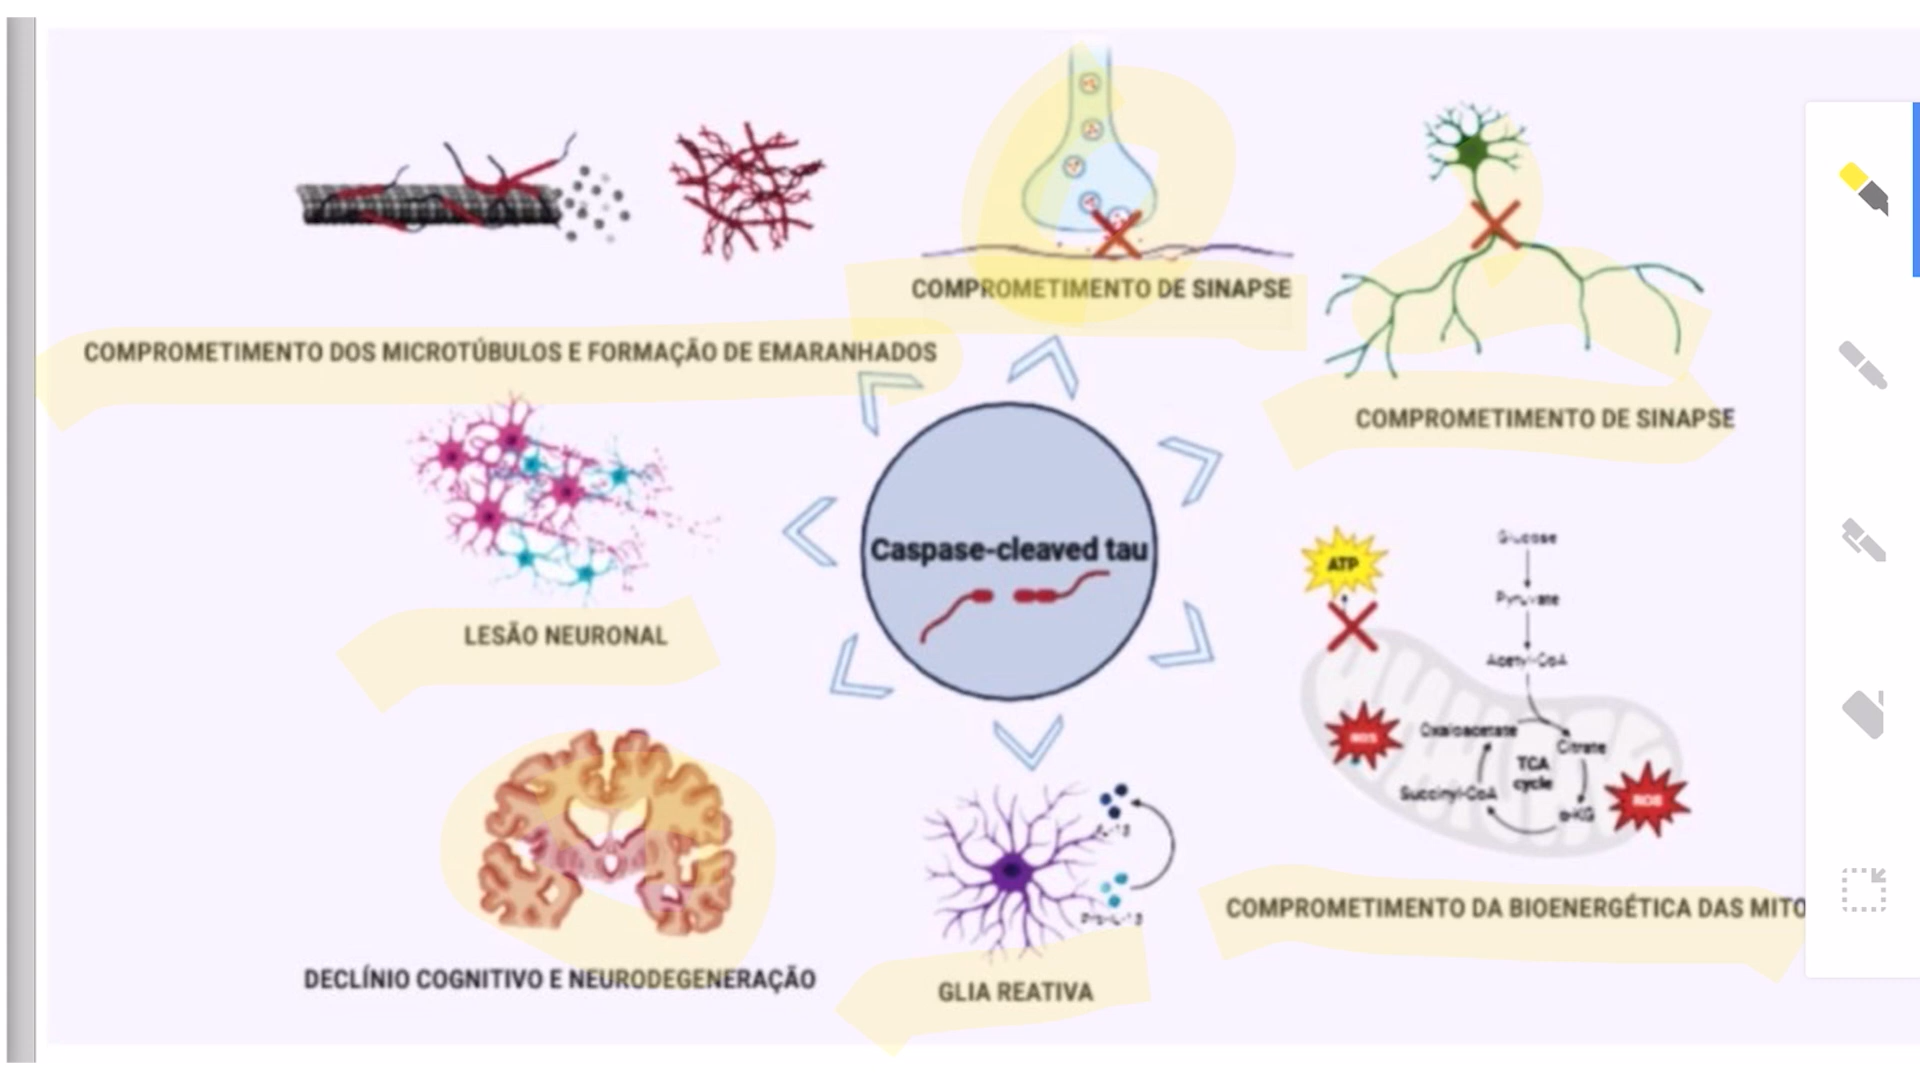 COMPROMETIMENTO DE SINAPSE
COMPROMETIMENTO DOS MICROTÚBULOS E FORMAÇÃO DE EMARANHADOS
COMPROMETIMENTO DE SINAPSE
Caspase-cleaved tau
LESÃO NEURONAL
ATP
Glucose
Pyruvate
Acetyl-CoA
Oxaloacetate
Citrate
TCA
cycle
Succinyl-CoA
α-KG
ROS
ROS
DECLÍNIO COGNITIVO E NEURODEGENERAÇÃO
GLIA REATIVA
COMPROMETIMENTO DA BIOENERGÉTICA DAS MITO